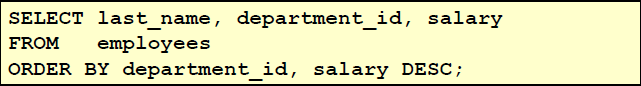 SELECT last_name, department_id, salary
FROM   employees
ORDER BY department_id, salary DESC;